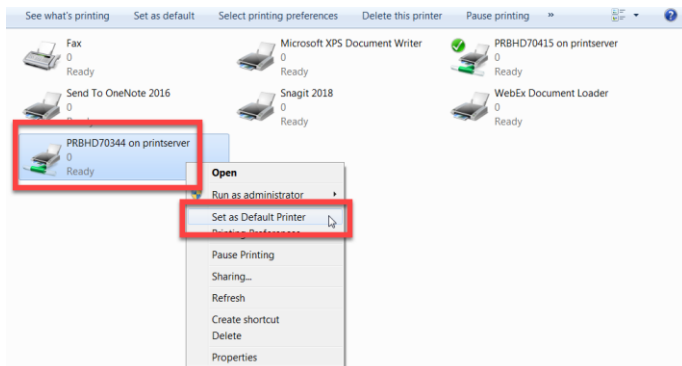 See what's printing Set as default Select printing preferences Delete this printer Pause printing »
Fax
0
Ready
Microsoft XPS Document Writer
0
Ready
PRBHD70415 on printserver
0
Ready
Send To OneNote 2016
0
Ready
Snagit 2018
0
Ready
WebEx Document Loader
0
Ready
PRBHD70344 on printserver
0
Ready
Open
Run as administrator
Set as Default Printer
Printing Preferences
Pause Printing
Sharing...
Refresh
Create shortcut
Delete
Properties